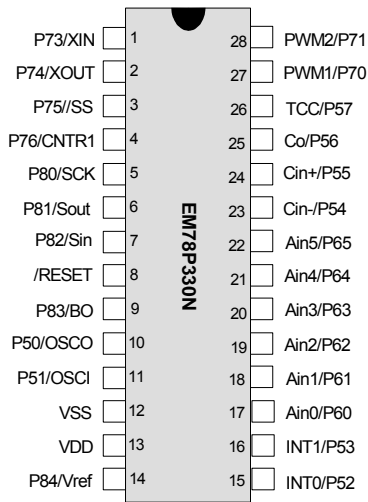 P73/XIN 1 28 PWM2/P71
P74/XOUT 2 27 PWM1/P70
P75//SS 3 26 TCC/P57
P76/CNTR1 4 25 Co/P56
P80/SCK 5 24 Cin+/P55
P81/Sout 6 23 Cin-/P54
P82/Sin 7 22 Ain5/P65
/RESET 8 21 Ain4/P64
P83/BO 9 20 Ain3/P63
P50/OSCO 10 19 Ain2/P62
P51/OSCI 11 18 Ain1/P61
VSS 12 17 Ain0/P60
VDD 13 16 INT1/P53
P84/Vref 14 15 INT0/P52
EM78P330N